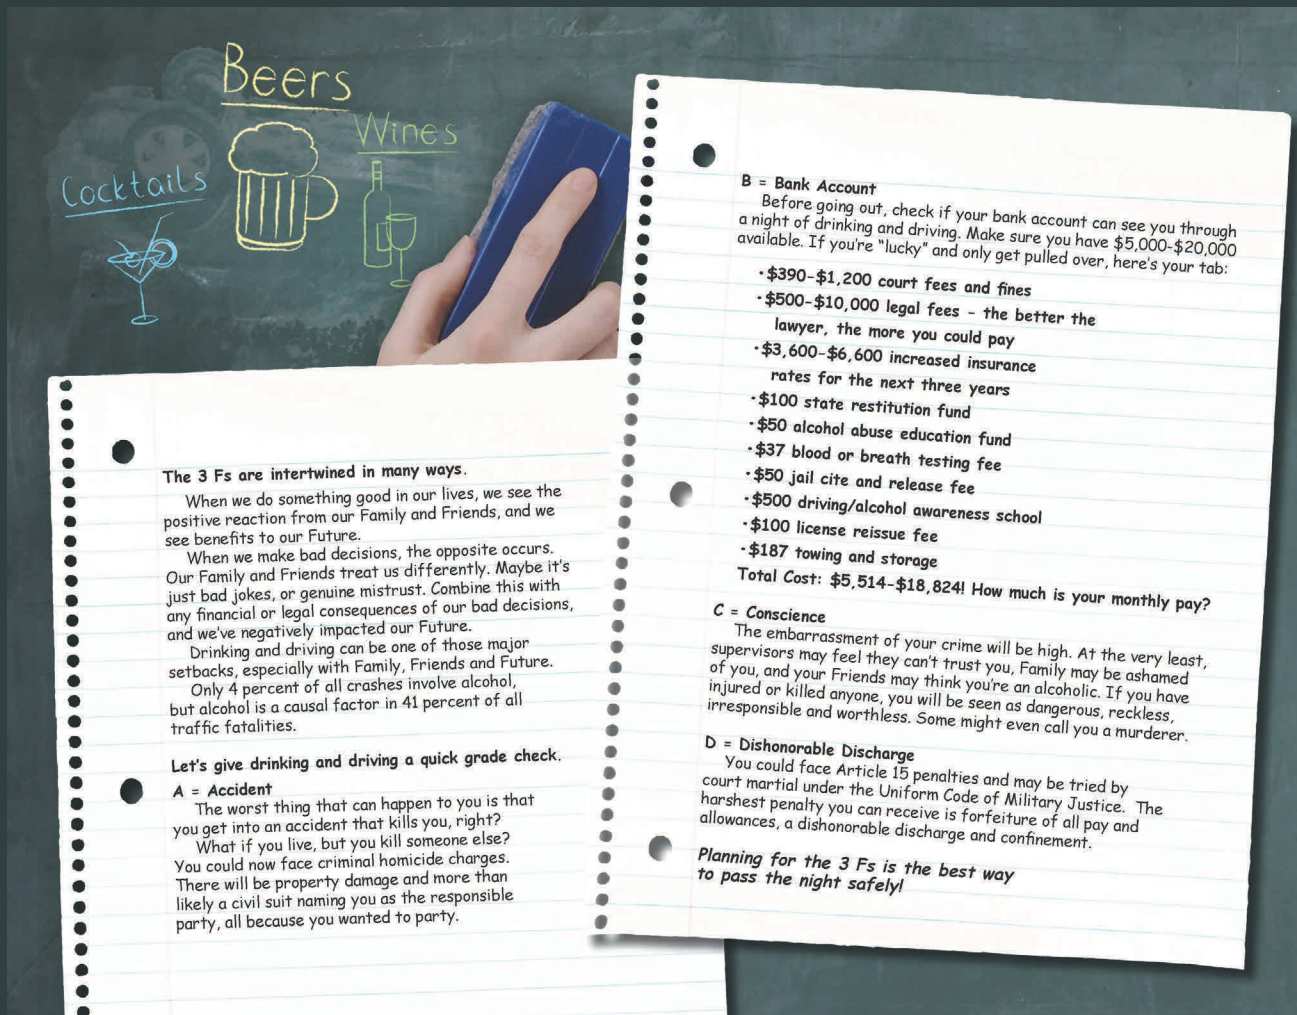 Beers
Wines
Cocktails
The 3 Fs are intertwined in many ways.
When we do something good in our lives, we see the
positive reaction from our Family and Friends, and we
see benefits to our Future.
When we make bad decisions, the opposite occurs.
Our Family and Friends treat us differently. Maybe it's
just bad jokes, or genuine mistrust. Combine this with
any financial or legal consequences of our bad decisions,
and we've negatively impacted our Future.
Drinking and driving can be one of those major
setbacks, especially with Family, Friends and Future.
Only 4 percent of all crashes involve alcohol,
but alcohol is a causal factor in 41 percent of all
traffic fatalities.
Let's give drinking and driving a quick grade check.
A = Accident
The worst thing that can happen to you is that
you get into an accident that kills you, right?
What if you live, but you kill someone else?
You could now face criminal homicide charges.
There will be property damage and more than
likely a civil suit naming you as the responsible
party, all because you wanted to party.
B = Bank Account
Before going out, check if your bank account can see you through
a night of drinking and driving. Make sure you have $5,000-$20,000
available. If you're "lucky" and only get pulled over, here's your tab:
·$390-$1,200 court fees and fines
·$500-$10,000 legal fees - the better the
lawyer, the more you could pay
·$3,600-$6,600 increased insurance
rates for the next three years
·$100 state restitution fund
·$50 alcohol abuse education fund
·$37 blood or breath testing fee
·$50 jail cite and release fee
·$500 driving/alcohol awareness school
·$100 license reissue fee
·$187 towing and storage
Total Cost: $5,514-$18,824! How much is your monthly pay?
C = Conscience
The embarrassment of your crime will be high. At the very least,
supervisors may feel they can't trust you, Family may be ashamed
of you, and your Friends may think you're an alcoholic. If you have
injured or killed anyone, you will be seen as dangerous, reckless,
irresponsible and worthless. Some might even call you a murderer.
D = Dishonorable Discharge
You could face Article 15 penalties and may be tried by
court martial under the Uniform Code of Military Justice. The
harshest penalty you can receive is forfeiture of all pay and
allowances, a dishonorable discharge and confinement.
Planning for the 3 Fs is the best way
to pass the night safely!